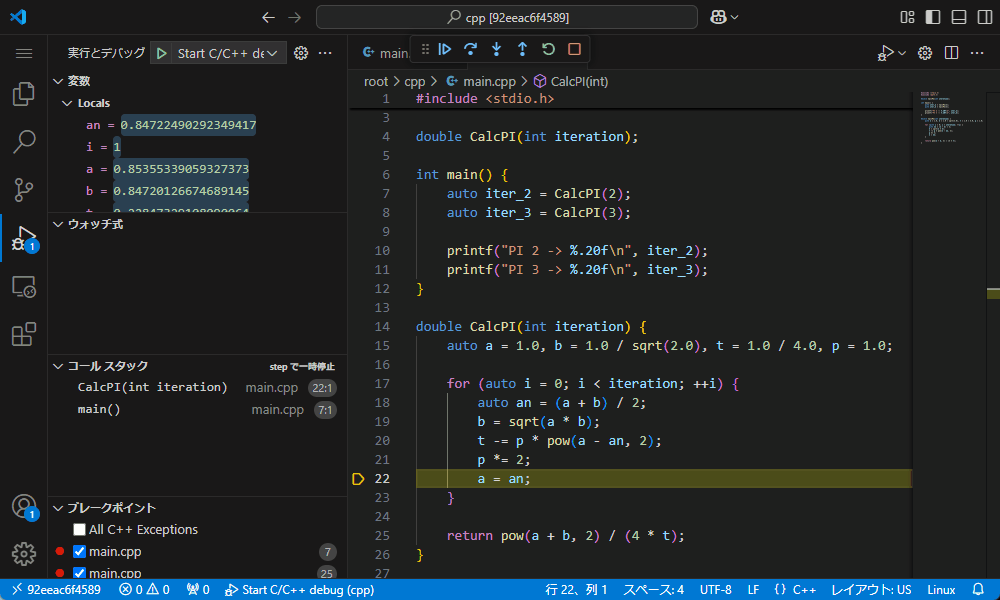 cpp [92eeac6f4589]
実行とデバッグ Start C/C++ de
変数
Locals
an = 0.84722490292349417
i = 1
a = 0.85355339059327373
b = 0.84720126674689145
ウォッチ式
コール スタック step で一時停止
CalcPI(int iteration) main.cpp 22:1
main() main.cpp 7:1
ブレークポイント
All C++ Exceptions
main.cpp 7
main.cpp 25
1
1
main.
root > cpp > main.cpp > CalcPI(int)
1 #include <stdio.h>
3
4 double CalcPI(int iteration);
5
6 int main() {
7 auto iter_2 = CalcPI(2);
8 auto iter_3 = CalcPI(3);
9
10 printf("PI 2 -> %.20f\n", iter_2);
11 printf("PI 3 -> %.20f\n", iter_3);
12 }
13
14 double CalcPI(int iteration) {
15 auto a = 1.0, b = 1.0 / sqrt(2.0), t = 1.0 / 4.0, p = 1.0;
16
17 for (auto i = 0; i < iteration; ++i) {
18 auto an = (a + b) / 2;
19 b = sqrt(a * b);
20 t -= p * pow(a - an, 2);
21 p *= 2;
22 a = an;
23 }
24
25 return pow(a + b, 2) / (4 * t);
26 }
27
92eeac6f4589 0 0 0 Start C/C++ debug (cpp) 行 22、列 1 スペース: 4 UTF-8 LF {} C++ レイアウト: US Linux